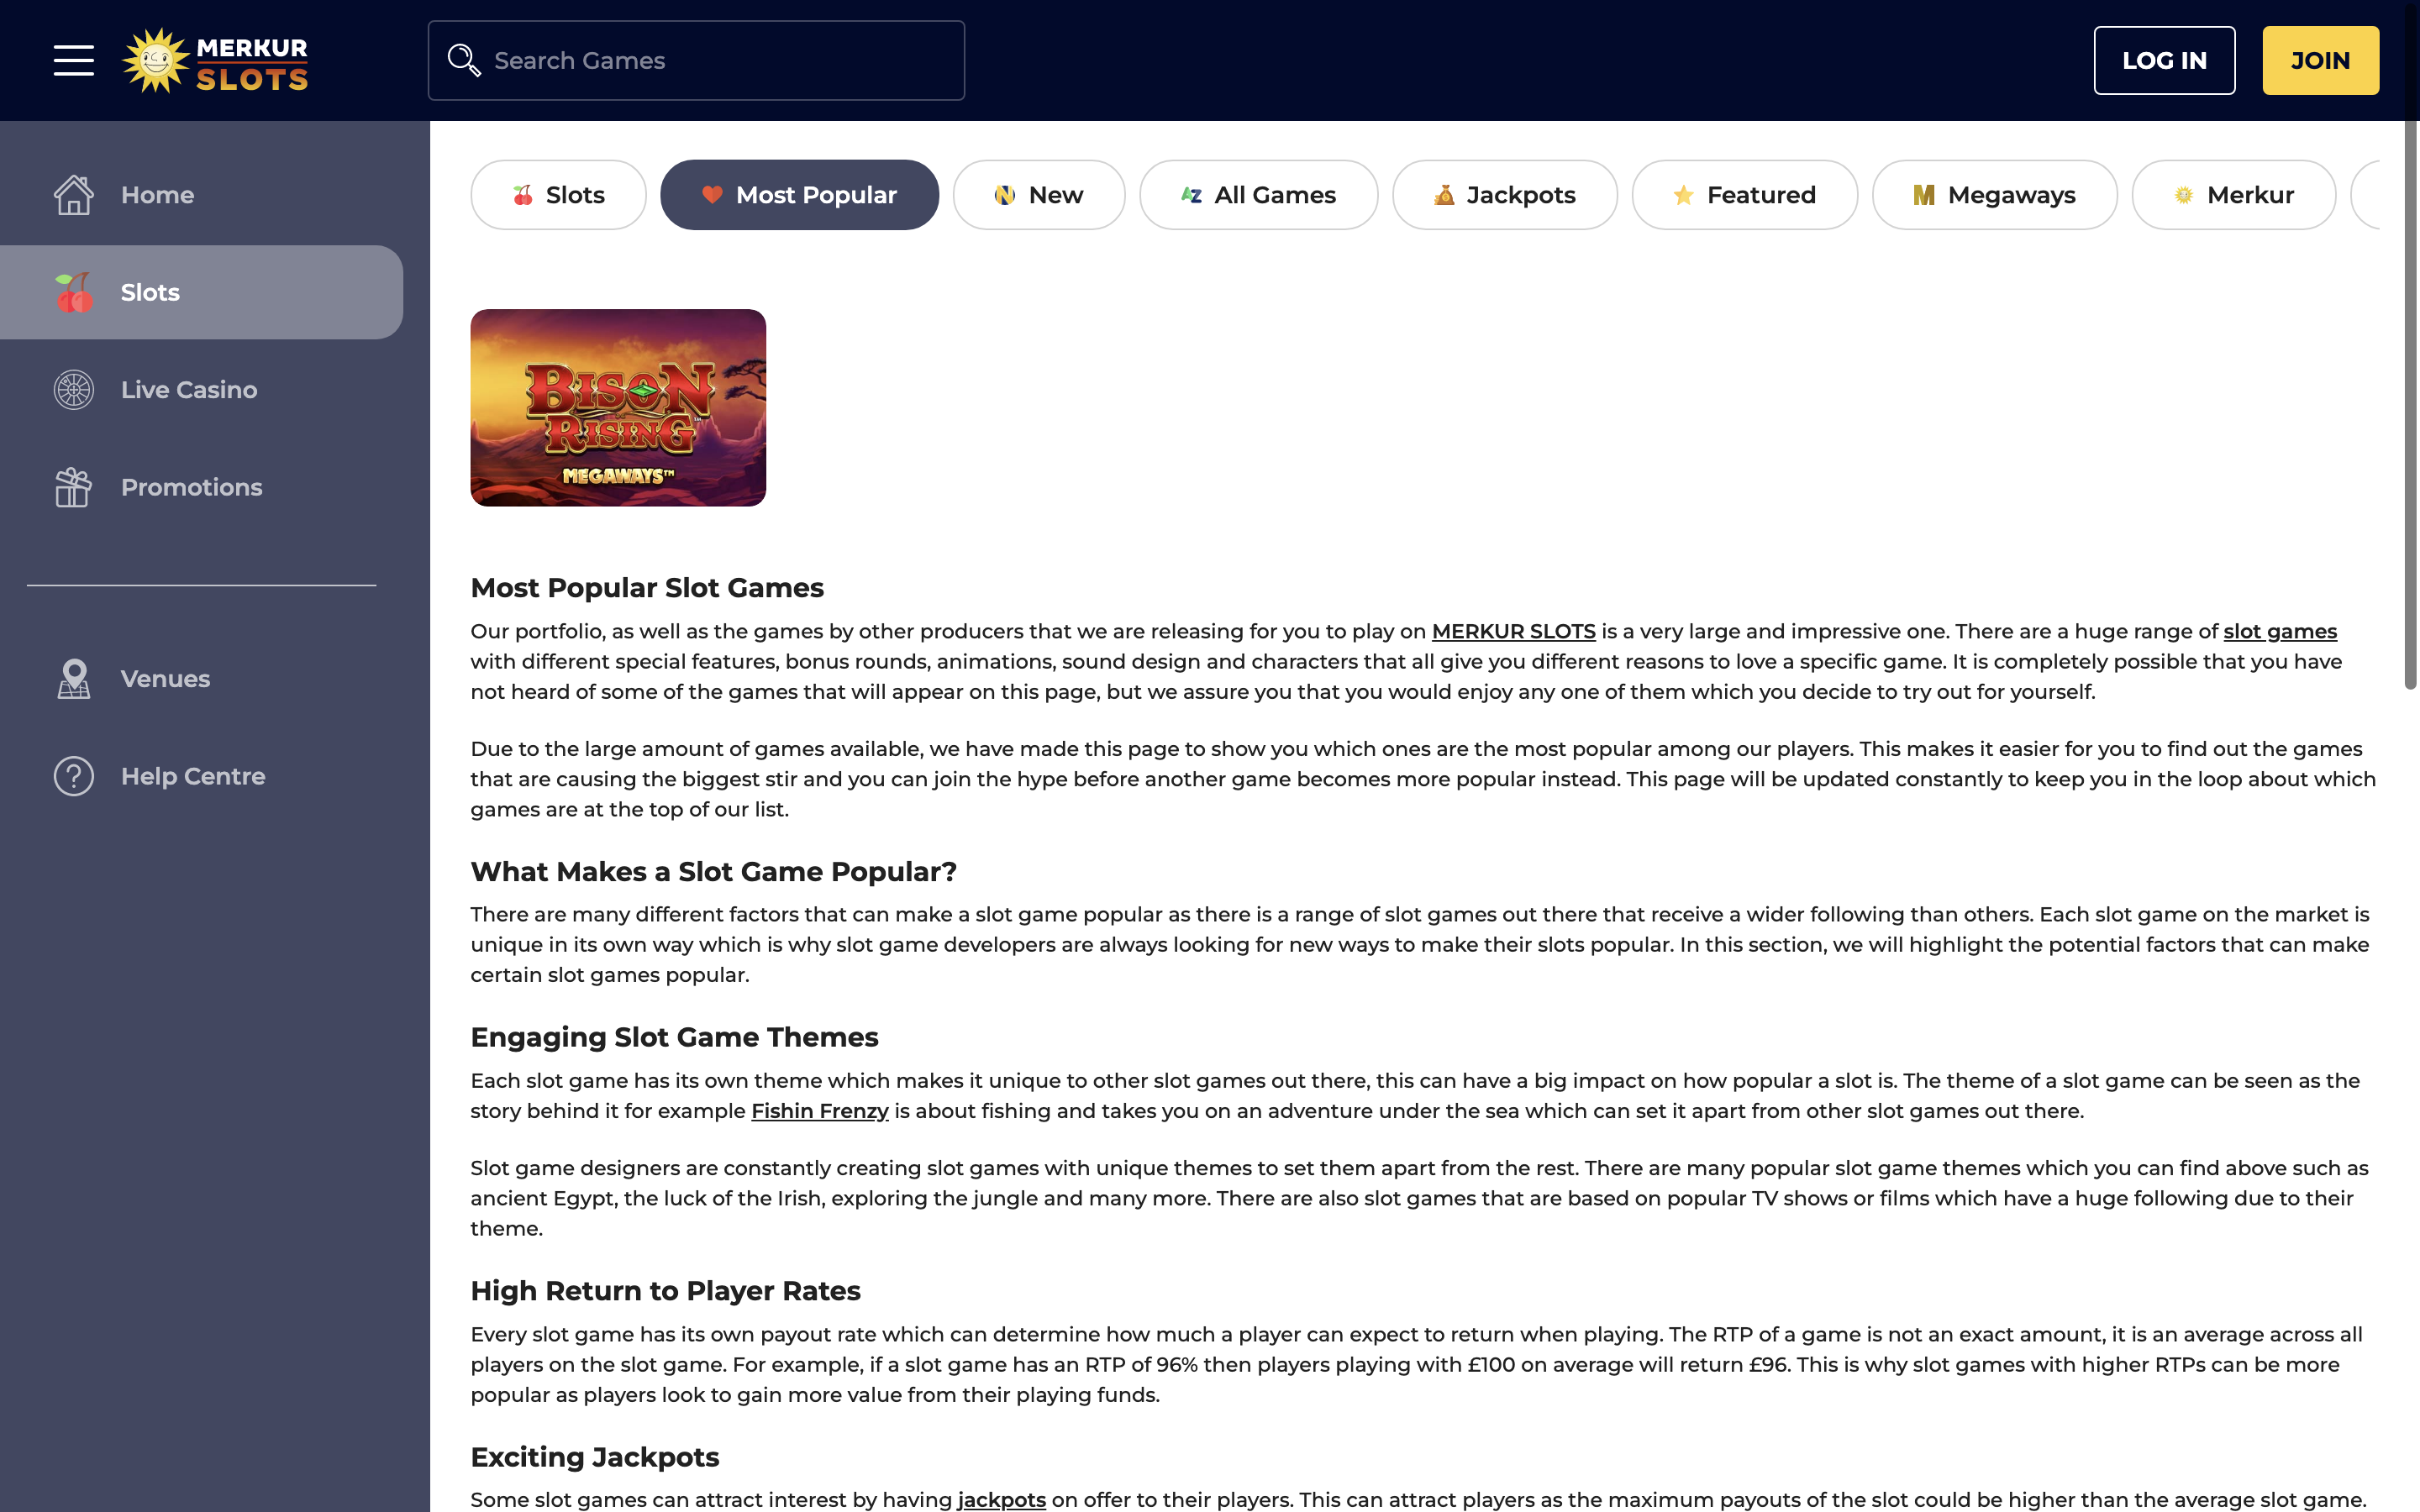 MERKUR
SLOTS
Search Games
LOG IN
JOIN
Home
Slots
Live Casino
Promotions
Venues
Help Centre
Slots
Most Popular
N New
AZ All Games
Jackpots
Featured
M Megaways
Merkur
BISON
RISING™
MEGAWAYS™
Most Popular Slot Games
Our portfolio, as well as the games by other producers that we are releasing for you to play on MERKUR SLOTS is a very large and impressive one. There are a huge range of slot games
with different special features, bonus rounds, animations, sound design and characters that all give you different reasons to love a specific game. It is completely possible that you have
not heard of some of the games that will appear on this page, but we assure you that you would enjoy any one of them which you decide to try out for yourself.
Due to the large amount of games available, we have made this page to show you which ones are the most popular among our players. This makes it easier for you to find out the games
that are causing the biggest stir and you can join the hype before another game becomes more popular instead. This page will be updated constantly to keep you in the loop about which
games are at the top of our list.
What Makes a Slot Game Popular?
There are many different factors that can make a slot game popular as there is a range of slot games out there that receive a wider following than others. Each slot game on the market is
unique in its own way which is why slot game developers are always looking for new ways to make their slots popular. In this section, we will highlight the potential factors that can make
certain slot games popular.
Engaging Slot Game Themes
Each slot game has its own theme which makes it unique to other slot games out there, this can have a big impact on how popular a slot is. The theme of a slot game can be seen as the
story behind it for example Fishin Frenzy is about fishing and takes you on an adventure under the sea which can set it apart from other slot games out there.
Slot game designers are constantly creating slot games with unique themes to set them apart from the rest. There are many popular slot game themes which you can find above such as
ancient Egypt, the luck of the Irish, exploring the jungle and many more. There are also slot games that are based on popular TV shows or films which have a huge following due to their
theme.
High Return to Player Rates
Every slot game has its own payout rate which can determine how much a player can expect to return when playing. The RTP of a game is not an exact amount, it is an average across all
players on the slot game. For example, if a slot game has an RTP of 96% then players playing with £100 on average will return £96. This is why slot games with higher RTPs can be more
popular as players look to gain more value from their playing funds.
Exciting Jackpots
Some slot games can attract interest by having jackpots on offer to their players. This can attract players as the maximum payouts of the slot could be higher than the average slot game.